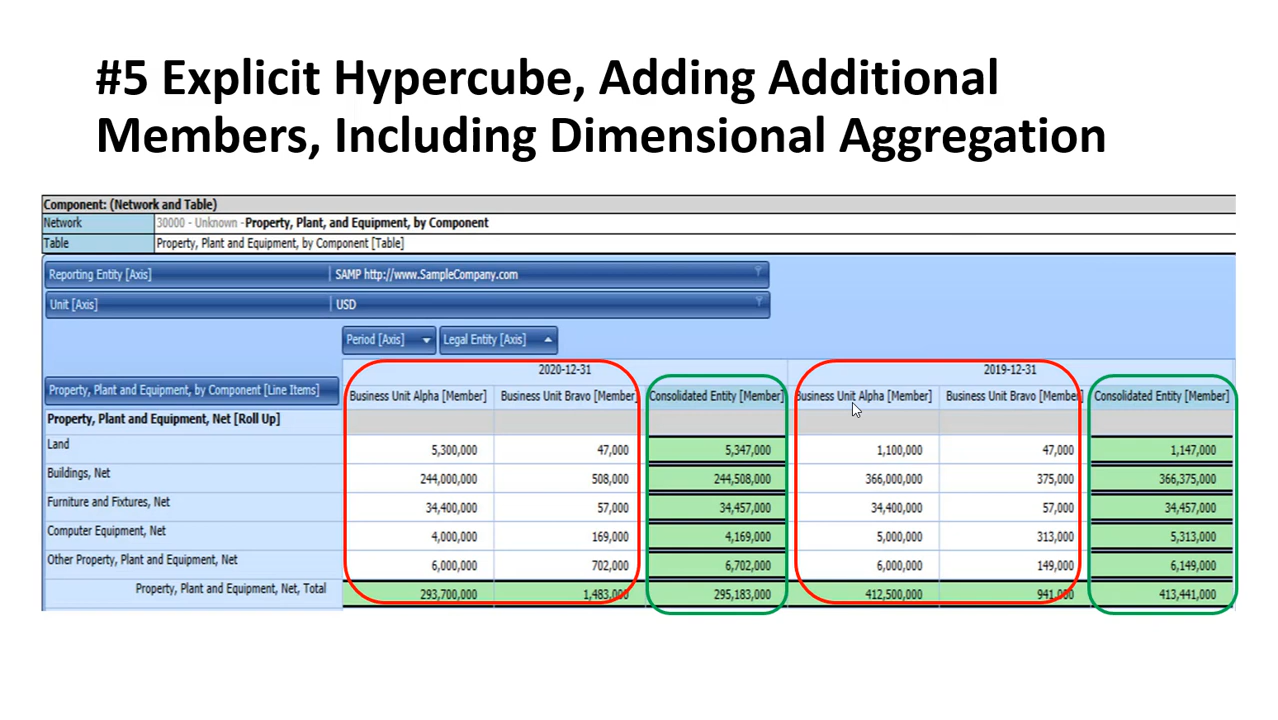 #5 Explicit Hypercube, Adding Additional
Members, Including Dimensional Aggregation
Component: (Network and Table)
Network 30000 - Unknown -Property, Plant, and Equipment, by Component
Table Property, Plant and Equipment, by Component [Table]
Reporting Entity [Axis] SAMP http://www.SampleCompany.com
Unit [Axis] USD
Period [Axis] Legal Entity [Axis]
2020-12-31 2019-12-31
Property, Plant and Equipment, by Component [Line Items] Business Unit Alpha [Member] Business Unit Bravo [Member] Consolidated Entity [Member] Business Unit Alpha [Member] Business Unit Bravo [Member] Consolidated Entity [Member]
Property, Plant and Equipment, Net [Roll Up]
Land 5,300,000 47,000 5,347,000 1,100,000 47,000 1,147,000
Buildings, Net 244,000,000 508,000 244,508,000 366,000,000 375,000 366,375,000
Furniture and Fixtures, Net 34,400,000 57,000 34,457,000 34,400,000 57,000 34,457,000
Computer Equipment, Net 4,000,000 169,000 4,169,000 5,000,000 313,000 5,313,000
Other Property, Plant and Equipment, Net 6,000,000 702,000 6,702,000 6,000,000 149,000 6,149,000
Property, Plant and Equipment, Net, Total 293,700,000 1,483,000 295,183,000 412,500,000 941,000 413,441,000